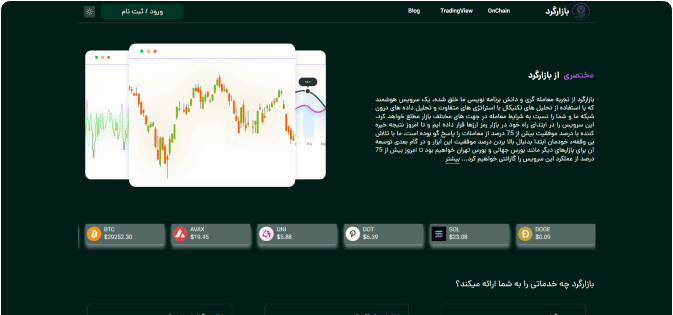 بازارگرد
OnChain
TradingView
Blog
ورود / ثبت نام
مختصری از بازارگرد
بازارگرد از تجربه معامله گری و دانش برنامه نویسی ما خلق شده، یک سرویس هوشمند
که با استفاده از تحلیل های تکنیکال با استراتژی های متفاوت و تحلیل داده های درون
شبکه ما و شما را نسبت به شرایط معامله در جهت های مختلف بازار مطلع خواهد کرد.
این سرویس را در ابتدای راه خود در بازار رمز ارزها قرار داده ایم و تا امروز نتیجه خیره
کننده با درصد موفقیت بیش از 75 درصد از معاملات را پاسخ گو بوده است، ما با تلاش
بی وقفهء خودمان ابتدا بدنبال بالا بردن درصد موفقیت این ابزار و در گام بعدی توسعه
آن برای بازارهای دیگر مانند بورس جهانی و بورس تهران خواهیم بود تا امروز بیش از 75
درصد از عملکرد این سرویس را گارانتی خواهیم کرد... بیشتر
BTC
$29252.30
AVAX
$19.45
UNI
$5.88
DOT
$6.39
SOL
$23.08
DOGE
$0.09
بازارگرد چه خدماتی را به شما ارائه میکند؟